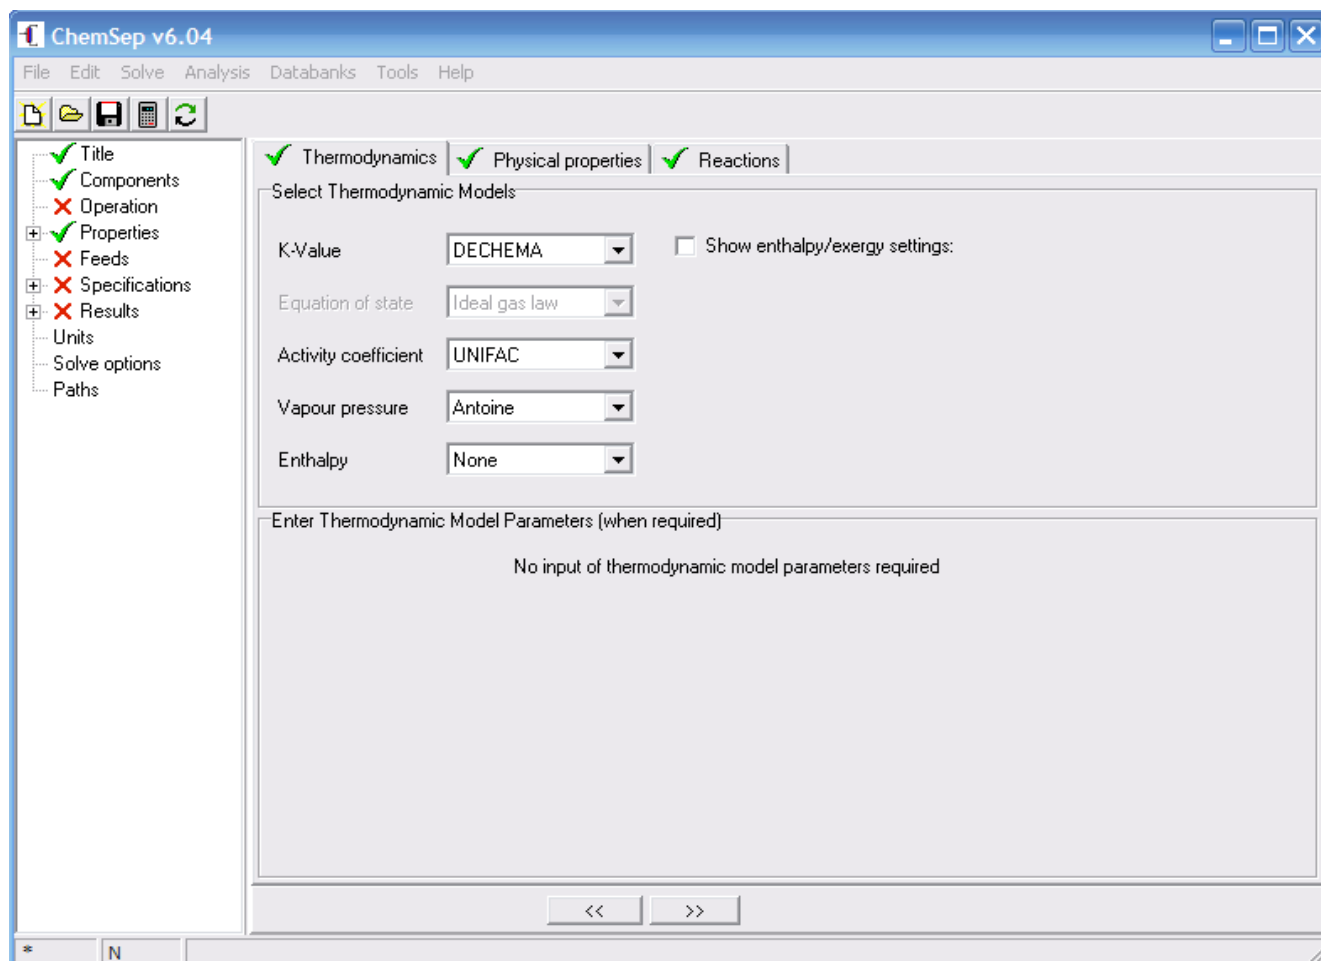 ChemSep v6.04
File Edit Solve Analysis Databanks Tools Help
Title
Components
Operation
Properties
Feeds
Specifications
Results
Units
Solve options
Paths
Thermodynamics Physical properties Reactions
Select Thermodynamic Models
K-Value DECHEMA Show enthalpy/exergy settings:
Equation of state Ideal gas law
Activity coefficient UNIFAC
Vapour pressure Antoine
Enthalpy None
Enter Thermodynamic Model Parameters (when required)
No input of thermodynamic model parameters required
<< >>
* N